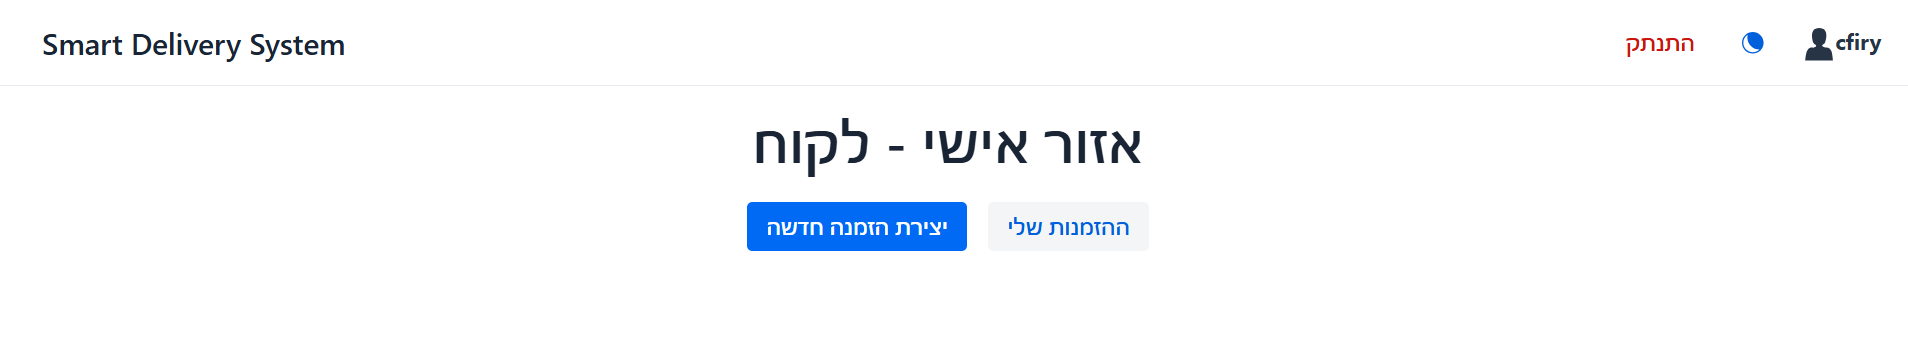 Smart Delivery System
התנתק
cfiry
אזור אישי - לקוח
ההזמנות שלי
יצירת הזמנה חדשה